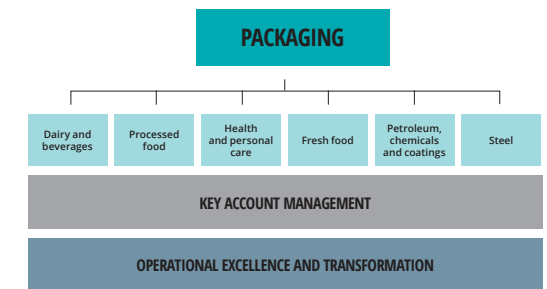 PACKAGING
Dairy and
beverages
Processed
food
Health
and personal
care
Fresh food
Petroleum,
chemicals
and coatings
Steel
KEY ACCOUNT MANAGEMENT
OPERATIONAL EXCELLENCE AND TRANSFORMATION